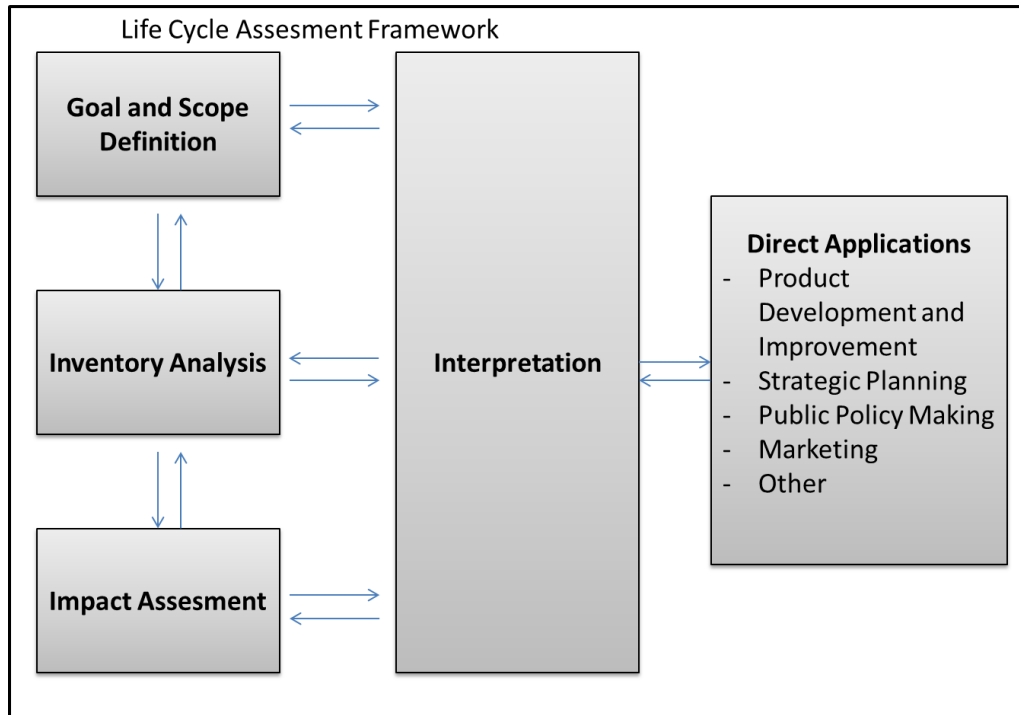 Life Cycle Assesment Framework
Goal and Scope
Definition
Inventory Analysis
Impact Assesment
Interpretation
Direct Applications
- Product
Development and
Improvement
- Strategic Planning
- Public Policy Making
- Marketing
- Other